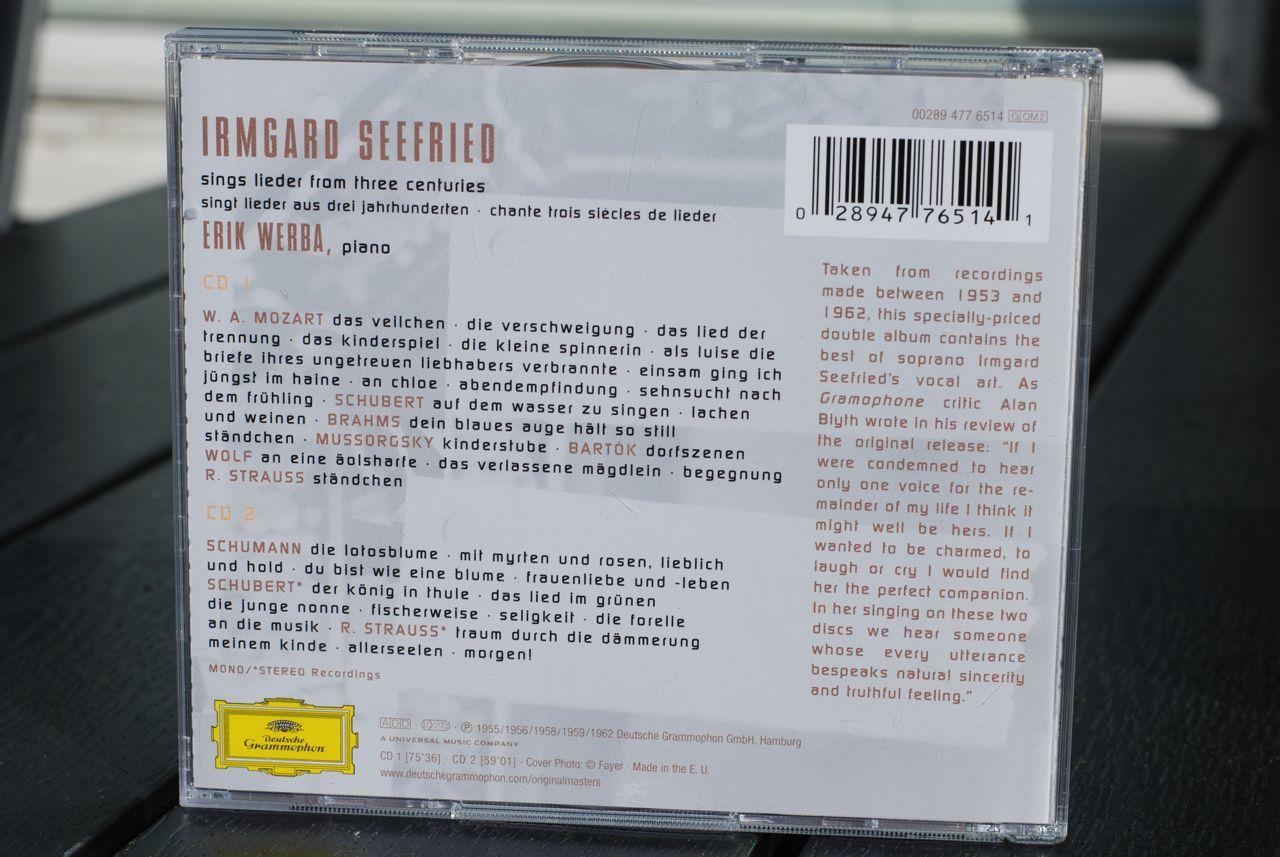 00289 477 6514 GOM2
IRMGARD SEEFRIED
sings lieder from three centuries
singt lieder aus drei jahrhunderten · chante trois siècles de lieder
ERIK WERBA, piano
0 28947 76514 1
CD 1
W. A. MOZART das veilchen · die verschweigung · das lied der
trennung · das kinderspiel · die kleine spinnerin · als luise die
briefe ihres ungetreuen liebhabers verbrannte · einsam ging ich
jüngst im haine · an chloe · abendempfindung · sehnsucht nach
dem frühling · SCHUBERT auf dem wasser zu singen · lachen
und weinen · BRAHMS dein blaues auge hält so still
ständchen · MUSSORGSKY kinderstube · BARTÓK dorfszenen
WOLF an eine äolsharfe · das verlassene mägdlein · begegnung
R. STRAUSS ständchen
CD 2
SCHUMANN die lotosblume · mit myrten und rosen, lieblich
und hold · du bist wie eine blume · frauenliebe und -leben
SCHUBERT* der könig in thule · das lied im grünen
die junge nonne · fischerweise · seligkeit · die forelle
an die musik · R. STRAUSS* traum durch die dämmerung
meinem kinde · allerseelen · morgen!
MONO/*STEREO Recordings
Taken from recordings
made between 1953 and
1962, this specially-priced
double album contains the
best of soprano Irmgard
Seefried's vocal art. As
Gramophone critic Alan
Blyth wrote in his review of
the original release: "If I
were condemned to hear
only one voice for the re-
mainder of my life I think it
might well be hers. If I
wanted to be charmed, to
laugh or cry I would find
her the perfect companion.
In her singing on these two
discs we hear someone
whose every utterance
bespeaks natural sincerity
and truthful feeling."
Deutsche
Grammophon
ADD · · Ⓟ 1955/1956/1958/1959/1962 Deutsche Grammophon GmbH, Hamburg
A UNIVERSAL MUSIC COMPANY
CD 1 [75'36] · CD 2 [59'01] · Cover Photo: © Fayer · Made in the E. U.
www.deutschegrammophon.com/originalmasters